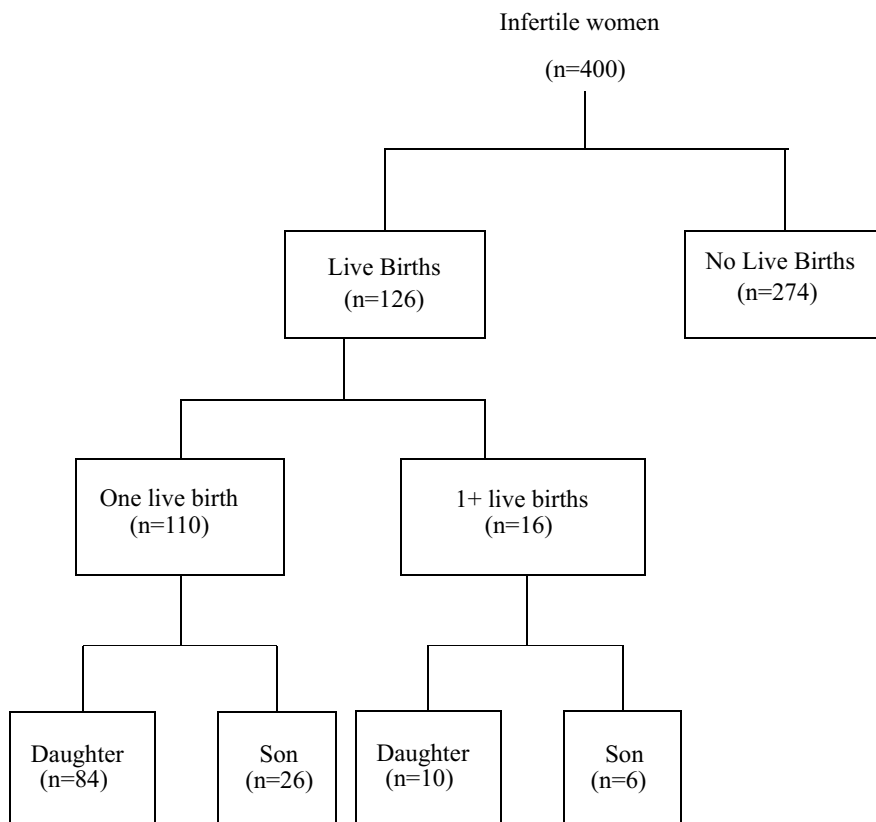 Infertile women
(n=400)
Live Births
(n=126)
No Live Births
(n=274)
One live birth
(n=110)
1+ live births
(n=16)
Daughter
(n=84)
Son
(n=26)
Daughter
(n=10)
Son
(n=6)